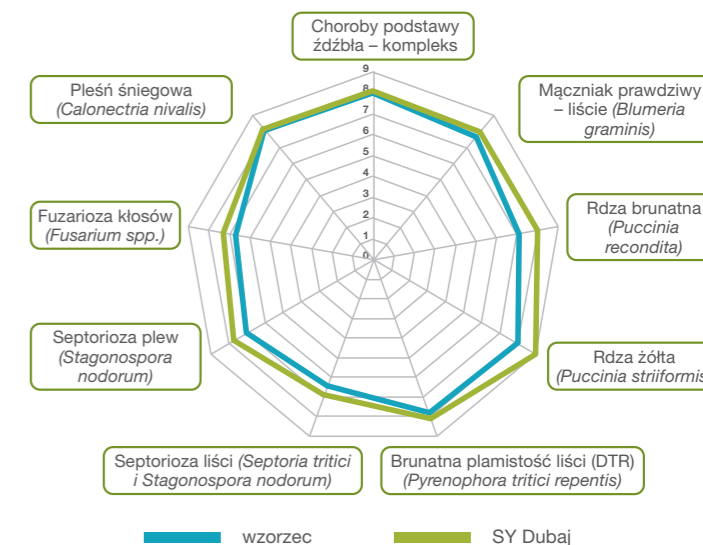 Choroby podstawy
źdźbła – kompleks
Pleśń śniegowa
(Calonectria nivalis)
Mączniak prawdziwy
– liście (Blumeria
graminis)
9
8
7
6
5
4
3
2
1
0
Fuzarioza kłosów
(Fusarium spp.)
Rdza brunatna
(Puccinia
recondita)
Septorioza plew
(Stagonospora
nodorum)
Rdza żółta
(Puccinia striiformis
Septorioza liści (Septoria tritici
i Stagonospora nodorum)
Brunatna plamistość liści (DTR)
(Pyrenophora tritici repentis)
wzorzec
SY Dubaj